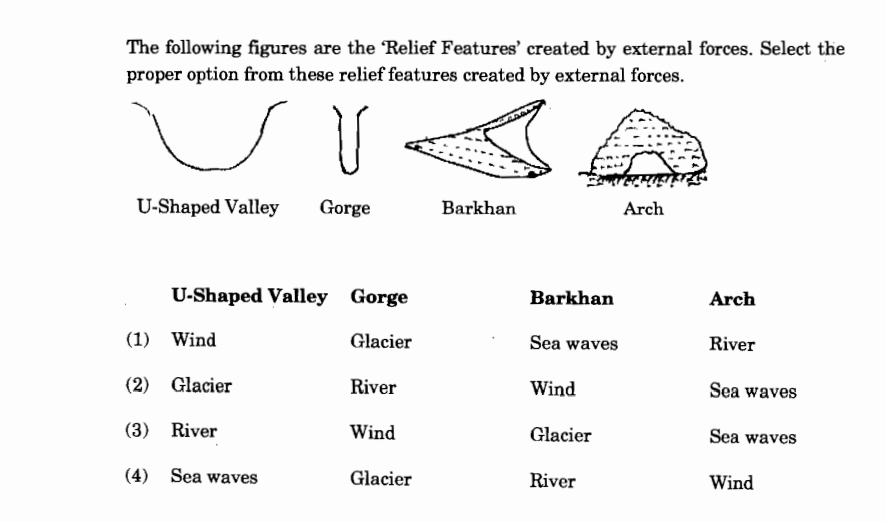 The following figures are the ‘Relief Features’ created by external forces. Select the
proper option from these relief features created by external forces.
U-Shaped Valley Gorge Barkhan Arch
U-Shaped Valley Gorge Barkhan Arch
(1) Wind Glacier Sea waves River
(2) Glacier River Wind Sea waves
(3) River Wind Glacier Sea waves
(4) Sea waves Glacier River Wind